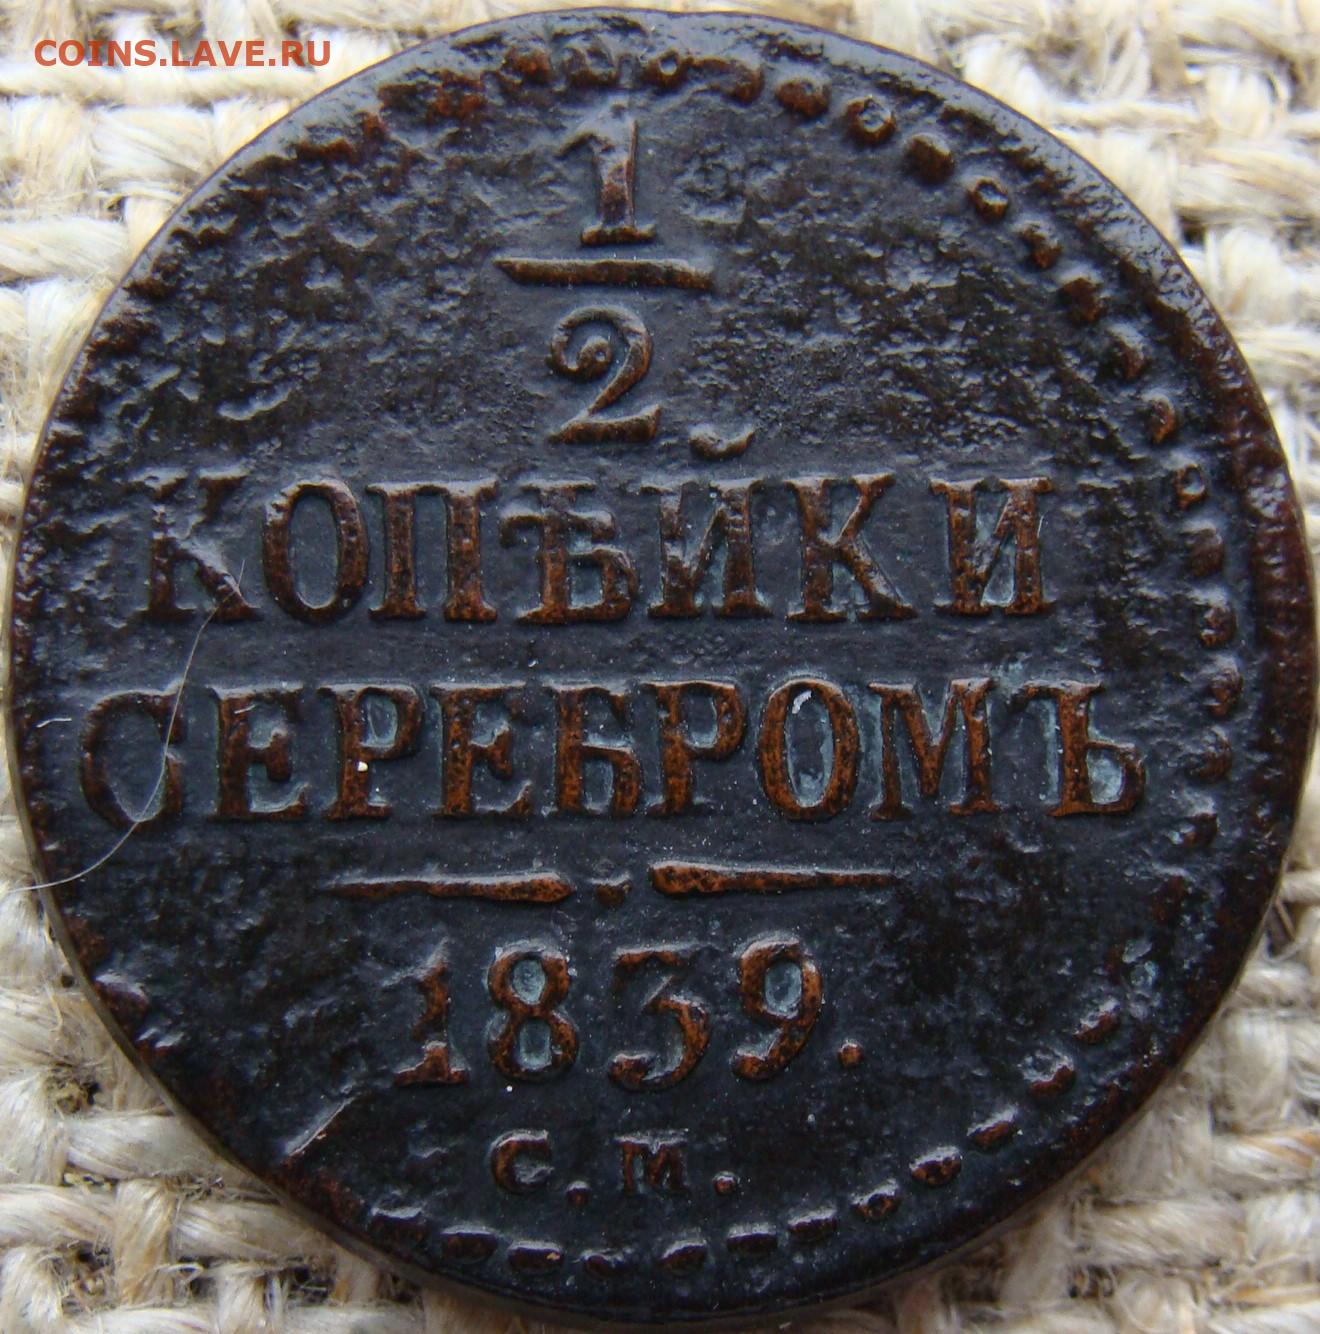 COINS.LAVE.RU
1
2
КОПѢЙКИ
СЕРЕБРОМЪ
1839.
С.М.